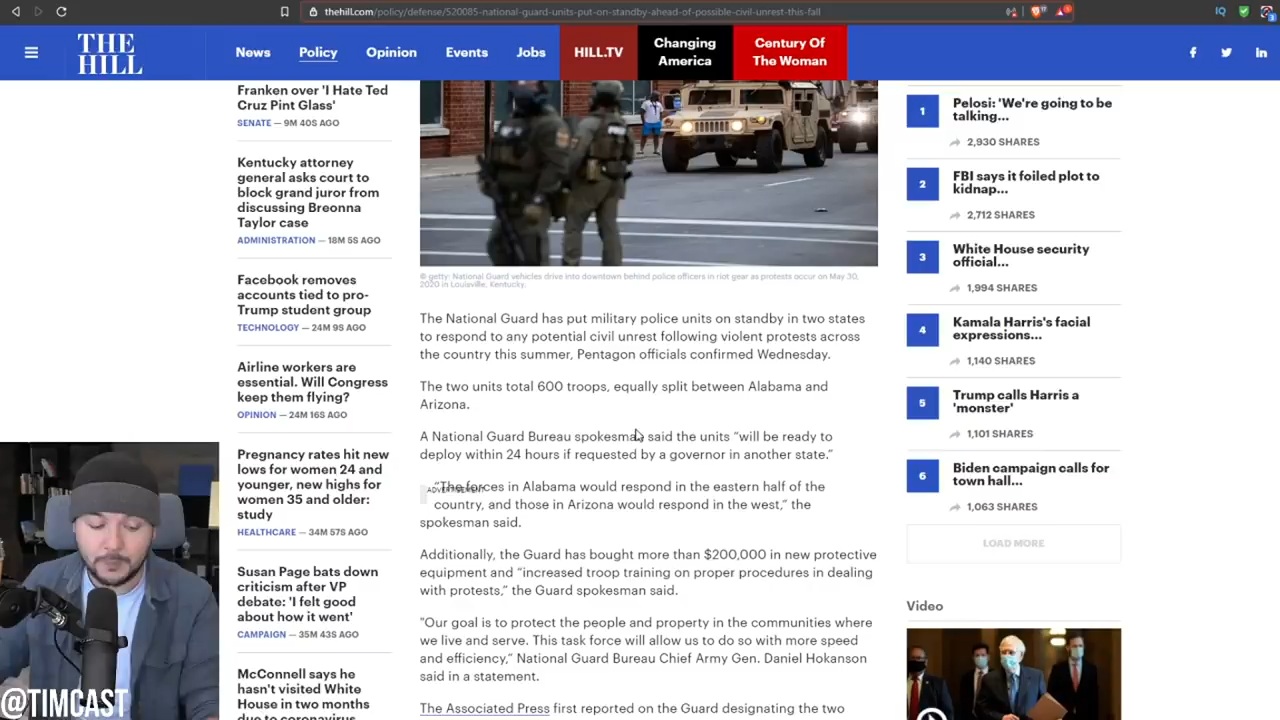 thehill.com/policy/defense/520085-national-guard-units-put-on-standby-ahead-of-possible-civil-unrest-this-fall
THE
HILL
News
Policy
Opinion
Events
Jobs
HILL.TV
Changing
America
Century Of
The Woman
Franken over 'I Hate Ted
Cruz Pint Glass'
SENATE — 9M 40S AGO
Kentucky attorney
general asks court to
block grand juror from
discussing Breonna
Taylor case
ADMINISTRATION — 18M 5S AGO
Facebook removes
accounts tied to pro-
Trump student group
TECHNOLOGY — 24M 9S AGO
Airline workers are
essential. Will Congress
keep them flying?
OPINION — 24M 16S AGO
Pregnancy rates hit new
lows for women 24 and
younger, new highs for
women 35 and older:
study
HEALTHCARE — 34M 57S AGO
Susan Page bats down
criticism after VP
debate: 'I felt good
about how it went'
CAMPAIGN — 35M 43S AGO
McConnell says he
hasn't visited White
House in two months
due to coronavirus
© getty: National Guard vehicles drive into downtown behind police officers in riot gear as protests occur on May 30,
2020 in Louisville, Kentucky.
The National Guard has put military police units on standby in two states
to respond to any potential civil unrest following violent protests across
the country this summer, Pentagon officials confirmed Wednesday.
The two units total 600 troops, equally split between Alabama and
Arizona.
A National Guard Bureau spokesman said the units “will be ready to
deploy within 24 hours if requested by a governor in another state.”
ADVERTISEMENT
“The forces in Alabama would respond in the eastern half of the
country, and those in Arizona would respond in the west,” the
spokesman said.
Additionally, the Guard has bought more than $200,000 in new protective
equipment and “increased troop training on proper procedures in dealing
with protests,” the Guard spokesman said.
"Our goal is to protect the people and property in the communities where
we live and serve. This task force will allow us to do so with more speed
and efficiency,” National Guard Bureau Chief Army Gen. Daniel Hokanson
said in a statement.
The Associated Press first reported on the Guard designating the two
1
Pelosi: 'We're going to be
talking...
2,930 SHARES
2
FBI says it foiled plot to
kidnap...
2,712 SHARES
3
White House security
official...
1,994 SHARES
4
Kamala Harris's facial
expressions...
1,140 SHARES
5
Trump calls Harris a
'monster'
1,101 SHARES
6
Biden campaign calls for
town hall...
1,063 SHARES
LOAD MORE
Video
@TIMCAST